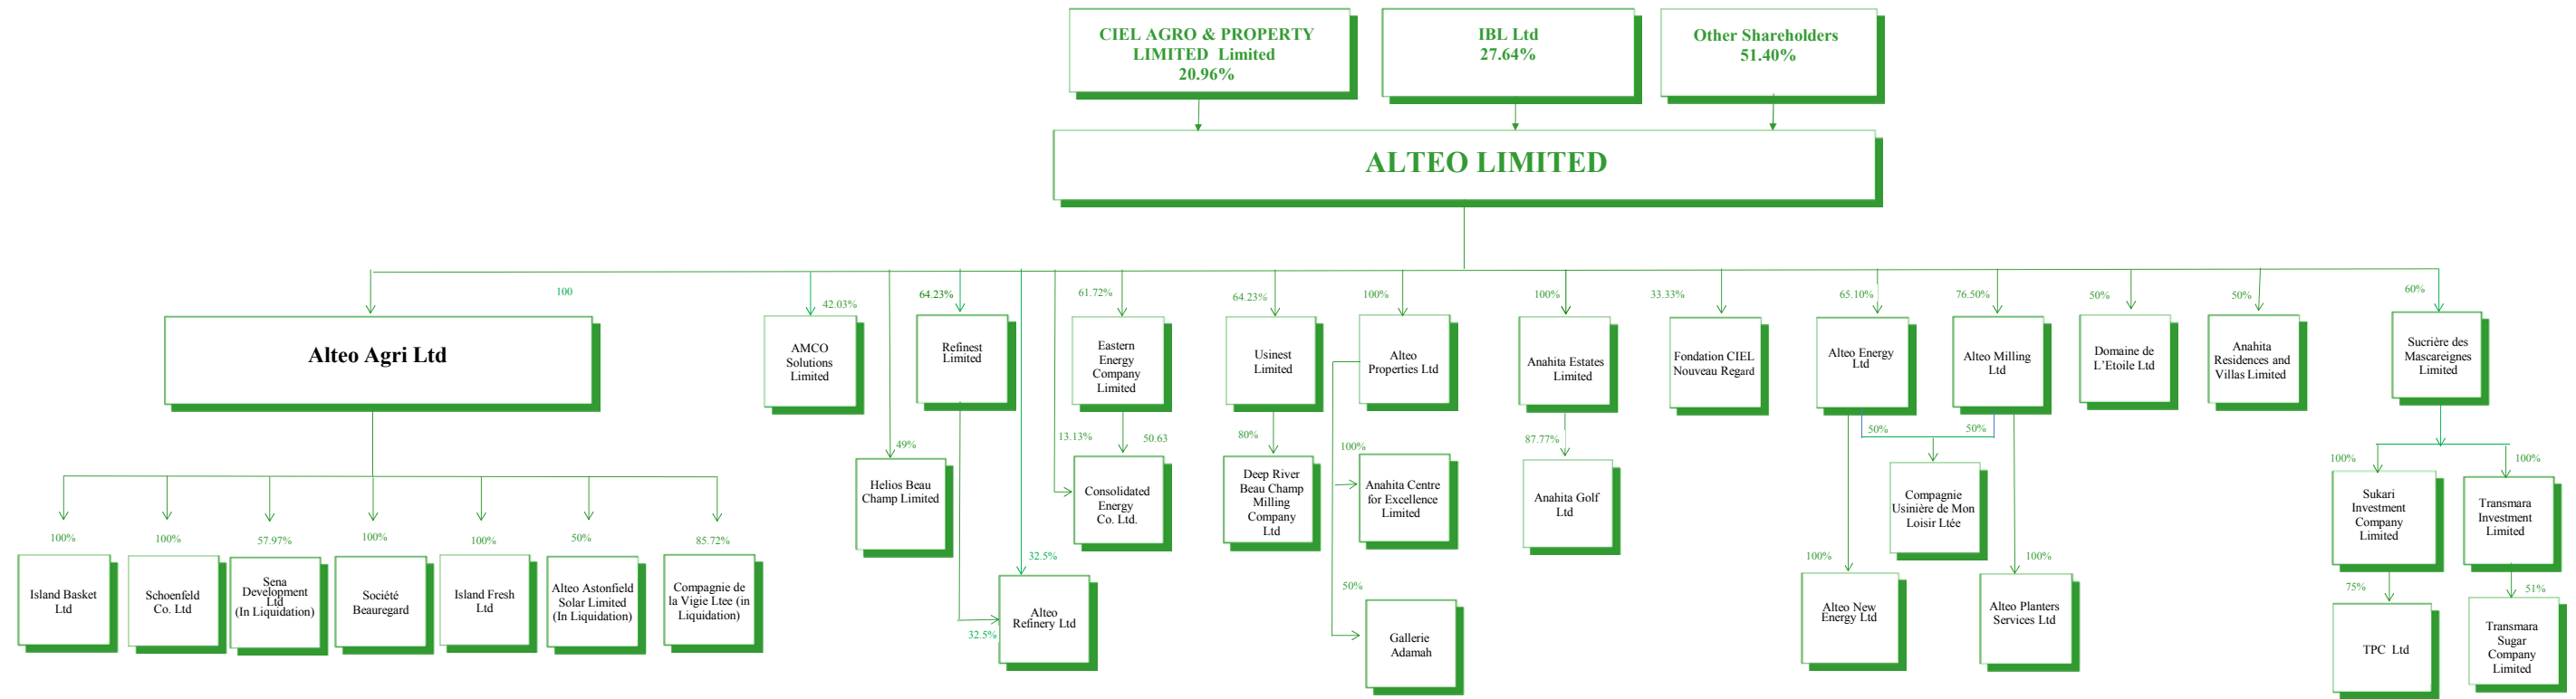 CIEL AGRO & PROPERTY
LIMITED Limited
20.96%
IBL Ltd
27.64%
Other Shareholders
51.40%
ALTEO LIMITED
100
42.03%
64.23%
61.72%
64.23%
100%
100%
33.33%
65.10%
76.50%
50%
50%
60%
Alteo Agri Ltd
AMCO
Solutions
Limited
Refinest
Limited
Eastern
Energy
Company
Limited
Usinest
Limited
Alteo
Properties Ltd
Anahita Estates
Limited
Fondation CIEL
Nouveau Regard
Alteo Energy
Ltd
Alteo Milling
Ltd
Domaine de
L'Etoile Ltd
Anahita
Residences and
Villas Limited
Sucrière des
Mascareignes
Limited
49%
13.13%
50.63
80%
100%
87.77%
50%
50%
100%
100%
Helios Beau
Champ Limited
Consolidated
Energy
Co. Ltd.
Deep River
Beau Champ
Milling
Company
Ltd
Anahita Centre
for Excellence
Limited
Anahita Golf
Ltd
Compagnie
Usinière de Mon
Loisir Ltée
Sukari
Investment
Company
Limited
Transmara
Investment
Limited
100%
100%
57.97%
100%
100%
50%
85.72%
32.5%
32.5%
50%
100%
100%
75%
51%
Island Basket
Ltd
Schoenfeld
Co. Ltd
Sena
Development
Ltd
(In Liquidation)
Société
Beauregard
Island Fresh
Ltd
Alteo Astonfield
Solar Limited
(In Liquidation)
Compagnie de
la Vigie Ltee (in
Liquidation)
Alteo
Refinery Ltd
Gallerie
Adamah
Alteo New
Energy Ltd
Alteo Planters
Services Ltd
TPC Ltd
Transmara
Sugar
Company
Limited